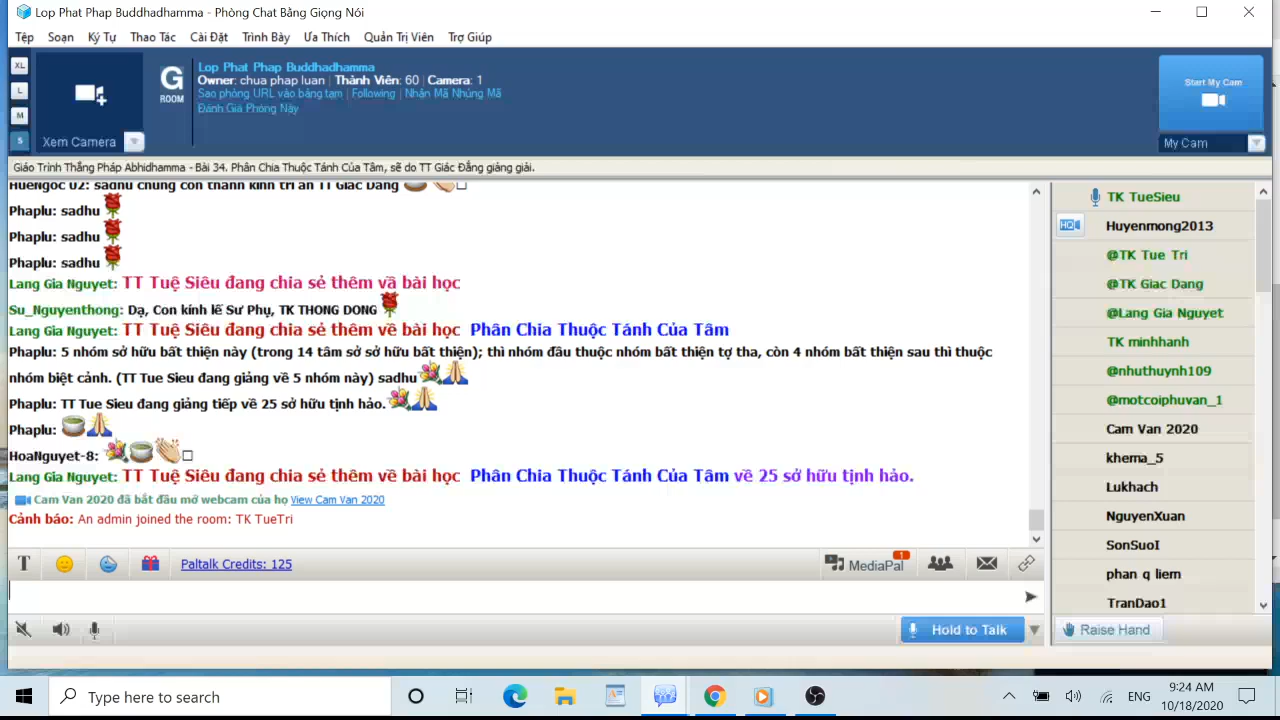 Lop Phat Phap Buddhadhamma - Phòng Chat Bằng Giọng Nói
Tệp Soạn Ký Tự Thao Tác Cài Đặt Trình Bày Ưa Thích Quản Trị Viên Trợ Giúp
XL
L
M
S
Xem Camera
G
ROOM
Lop Phat Phap Buddhadhamma
Owner: chua phap luan | Thành Viên: 60 | Camera: 1
Sao phòng URL vào bảng tạm | Following | Nhận Mã Nhúng Mã
Đánh Giá Phòng Này
Start My Cam
My Cam
Giáo Trình Thắng Pháp Abhidhamma - Bài 34. Phân Chia Thuộc Tánh Của Tâm, sẽ do TT Giác Đẳng giảng giải.
HueNgoc 02: sadhu chung con thanh kinh tri an TT Giac Dang
Phaplu: sadhu
Phaplu: sadhu
Phaplu: sadhu
Lang Gia Nguyet: TT Tuệ Siêu đang chia sẻ thêm vầ bài học
Su_Nguyenthong: Dạ, Con kính lễ Sư Phụ, TK THONG DONG
Lang Gia Nguyet: TT Tuệ Siêu đang chia sẻ thêm về bài học Phân Chia Thuộc Tánh Của Tâm
Phaplu: 5 nhóm sở hữu bất thiện này (trong 14 tâm sở sở hữu bất thiện); thì nhóm đầu thuộc nhóm bất thiện tợ tha, còn 4 nhóm bất thiện sau thì thuộc
nhóm biệt cảnh. (TT Tue Sieu đang giảng về 5 nhóm này) sadhu
Phaplu: TT Tue Sieu đang giảng tiếp về 25 sở hữu tịnh hảo.
Phaplu:
HoaNguyet-8:
Lang Gia Nguyet: TT Tuệ Siêu đang chia sẻ thêm về bài học Phân Chia Thuộc Tánh Của Tâm về 25 sở hữu tịnh hảo.
Cam Van 2020 đã bắt đầu mở webcam của họ View Cam Van 2020
Cảnh báo: An admin joined the room: TK TueTri
TK TueSieu
HQ
Huyenmong2013
@TK Tue Tri
@TK Giac Dang
@Lang Gia Nguyet
TK minhhanh
@nhuthuynh109
@motcoiphuvan_1
Cam Van 2020
khema_5
Lukhach
NguyenXuan
SonSuoI
phan q liem
TranDao1
T
Paltalk Credits: 125
MediaPal
1
Hold to Talk
Raise Hand
Type here to search
ENG
9:24 AM
10/18/2020